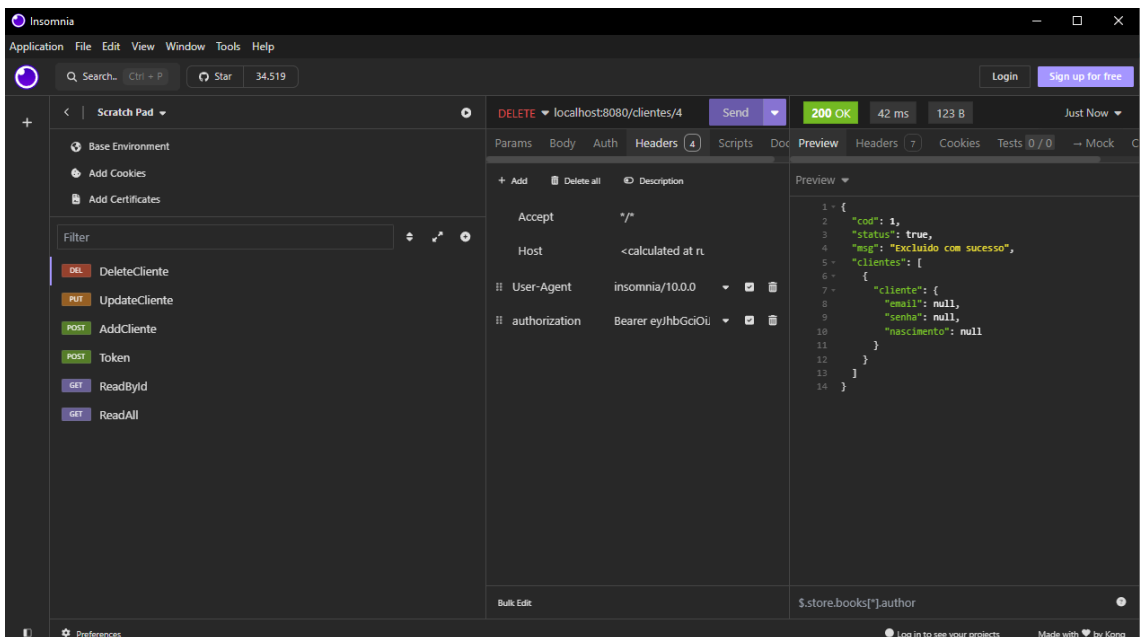 Insomnia
Application File Edit View Window Tools Help
Search.. Ctrl + P Star 34.519 Login Sign up for free
Scratch Pad
Base Environment
Add Cookies
Add Certificates
Filter
DEL DeleteCliente
PUT UpdateCliente
POST AddCliente
POST Token
GET ReadById
GET ReadAll
DELETE localhost:8080/clientes/4 Send
Params Body Auth Headers 4 Scripts
+ Add Delete all Description
Accept */*
Host <calculated at
User-Agent insomnia/10.0.0
authorization Bearer
Bulk Edit
200 OK 42 ms 123 B Just Now
Preview Headers 7 Cookies Tests 0 / 0 → Mock
Preview
1 {
2 "cod": 1,
3 "status": true,
4 "msg": "Excluido com sucesso",
5 "clientes": [
6 {
7 "cliente": {
8 "email": null,
9 "senha": null,
10 "nascimento": null
11 }
12 }
13 ]
14 }
$.store.books[*].author
Preferences Log in to see your projects Made with ♥ by Kong